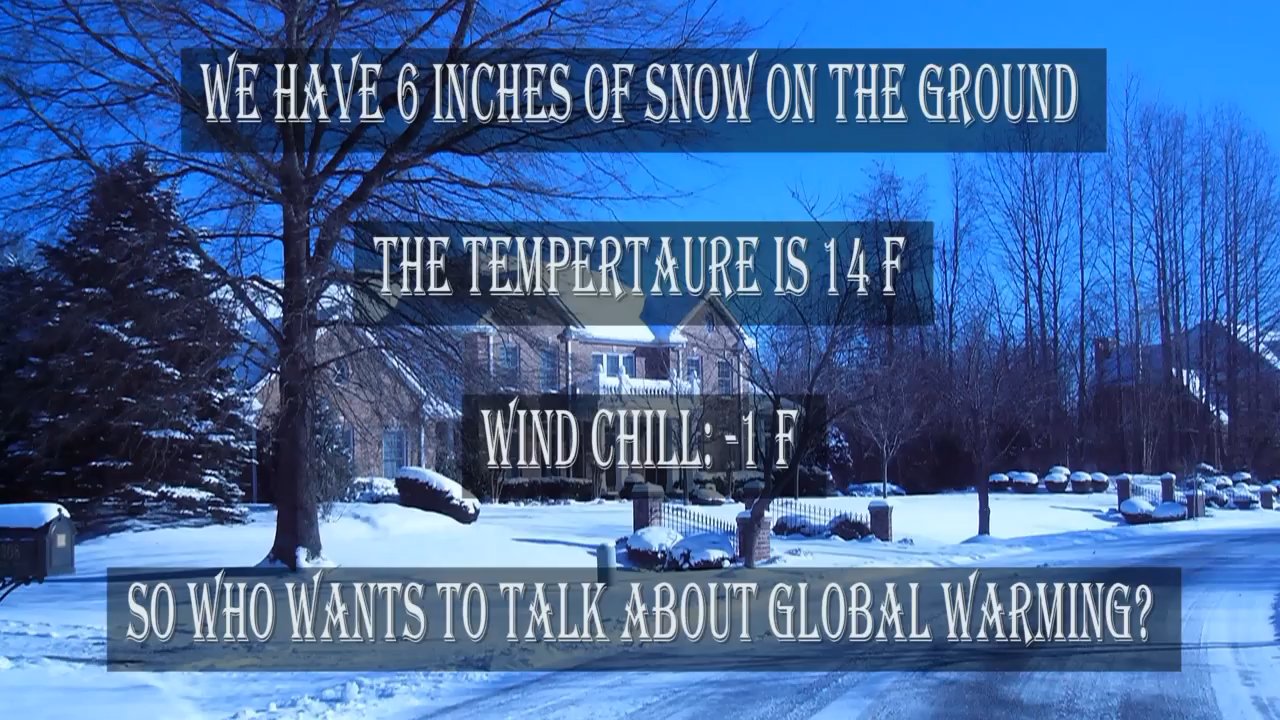 WE HAVE 6 INCHES OF SNOW ON THE GROUND
THE TEMPERTAURE IS 14 F
WIND CHILL: -1 F
308
SO WHO WANTS TO TALK ABOUT GLOBAL WARMING?